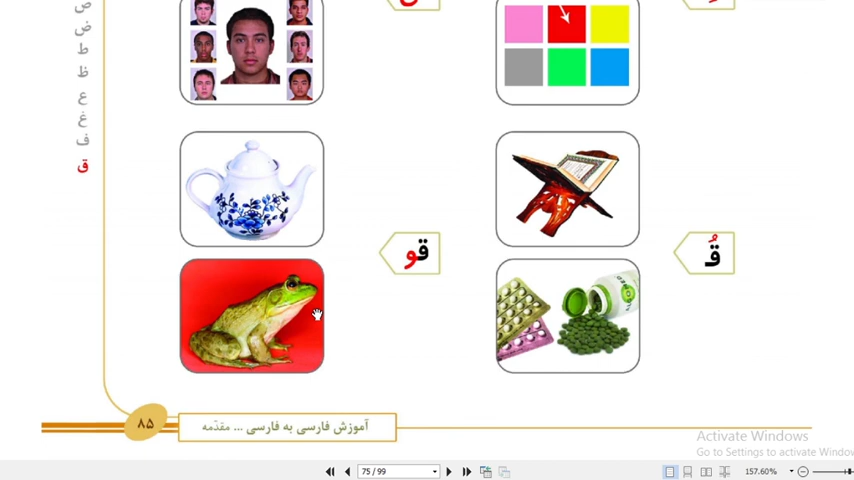 ض
ط
ظ
ع
غ
ف
ق
قُ
قو
آموزش فارسی به فارسی ... مقدّمه
۸۵
Activate Windows
Go to Settings to activate Windows
75 / 99
157.60%